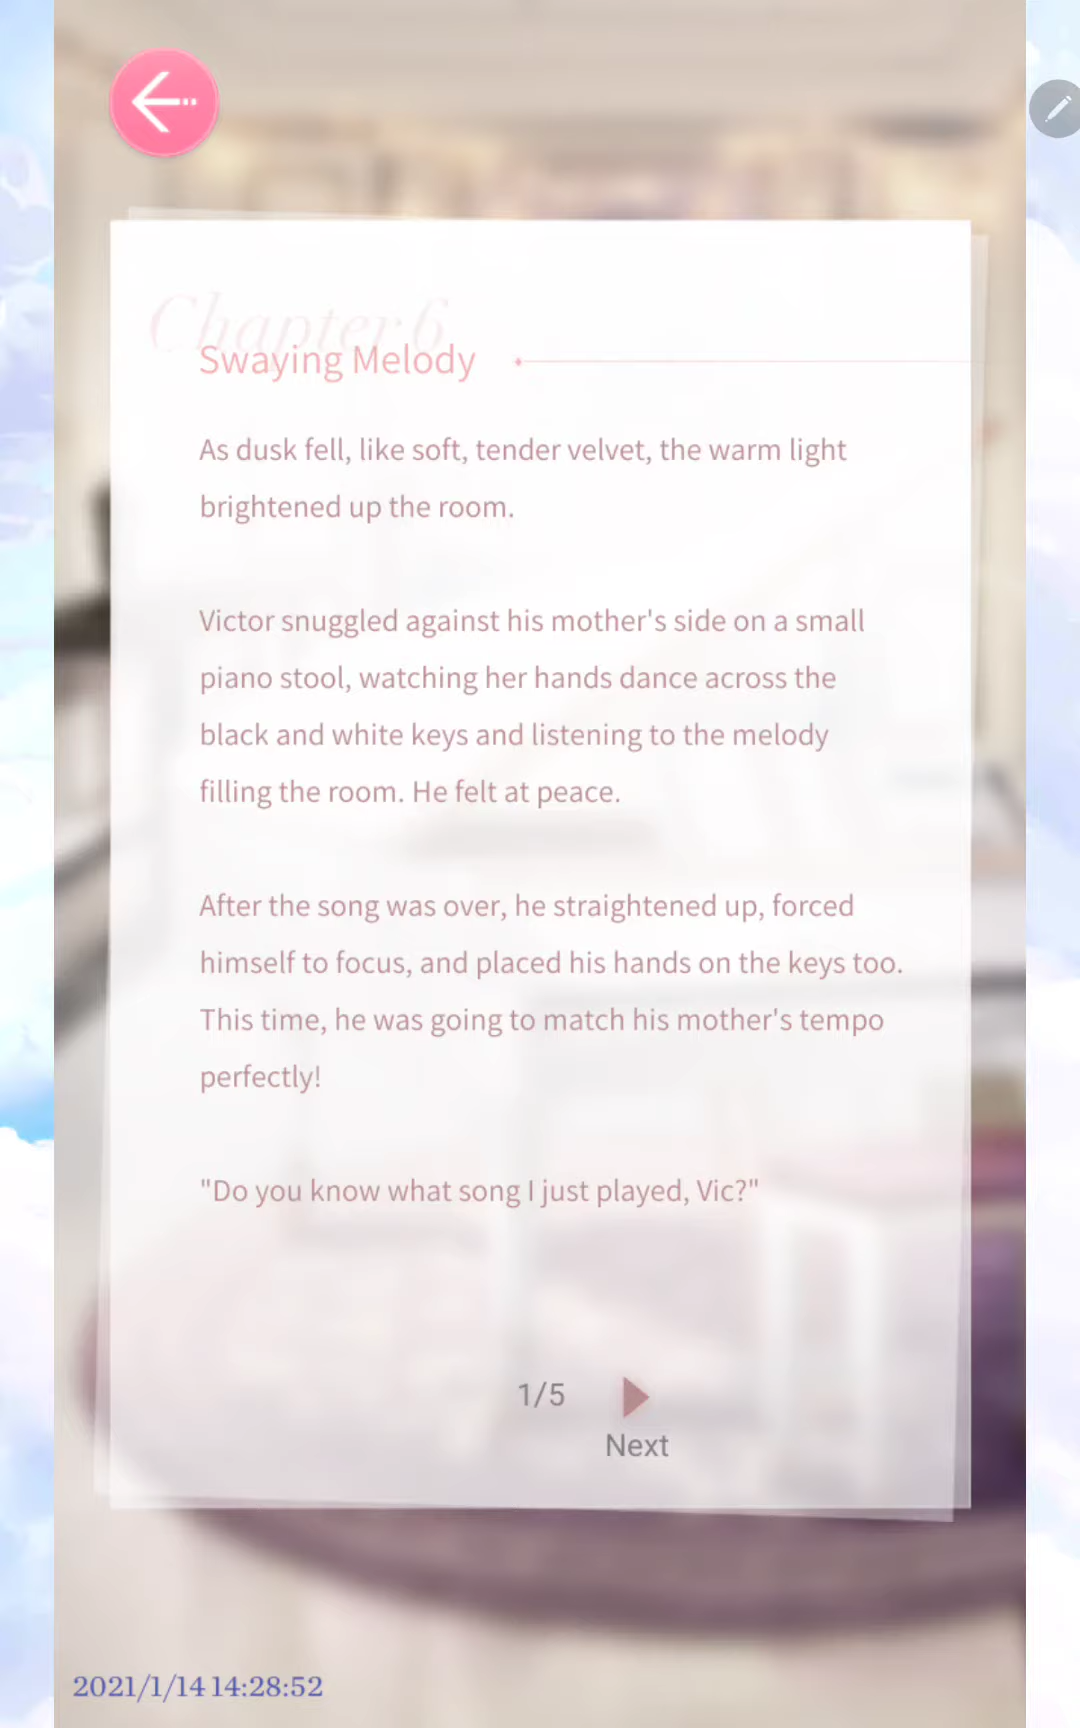 Chapter 6
Swaying Melody
As dusk fell, like soft, tender velvet, the warm light
brightened up the room.
Victor snuggled against his mother's side on a small
piano stool, watching her hands dance across the
black and white keys and listening to the melody
filling the room. He felt at peace.
After the song was over, he straightened up, forced
himself to focus, and placed his hands on the keys too.
This time, he was going to match his mother's tempo
perfectly!
"Do you know what song I just played, Vic?"
1/5
Next
2021/1/14 14:28:52